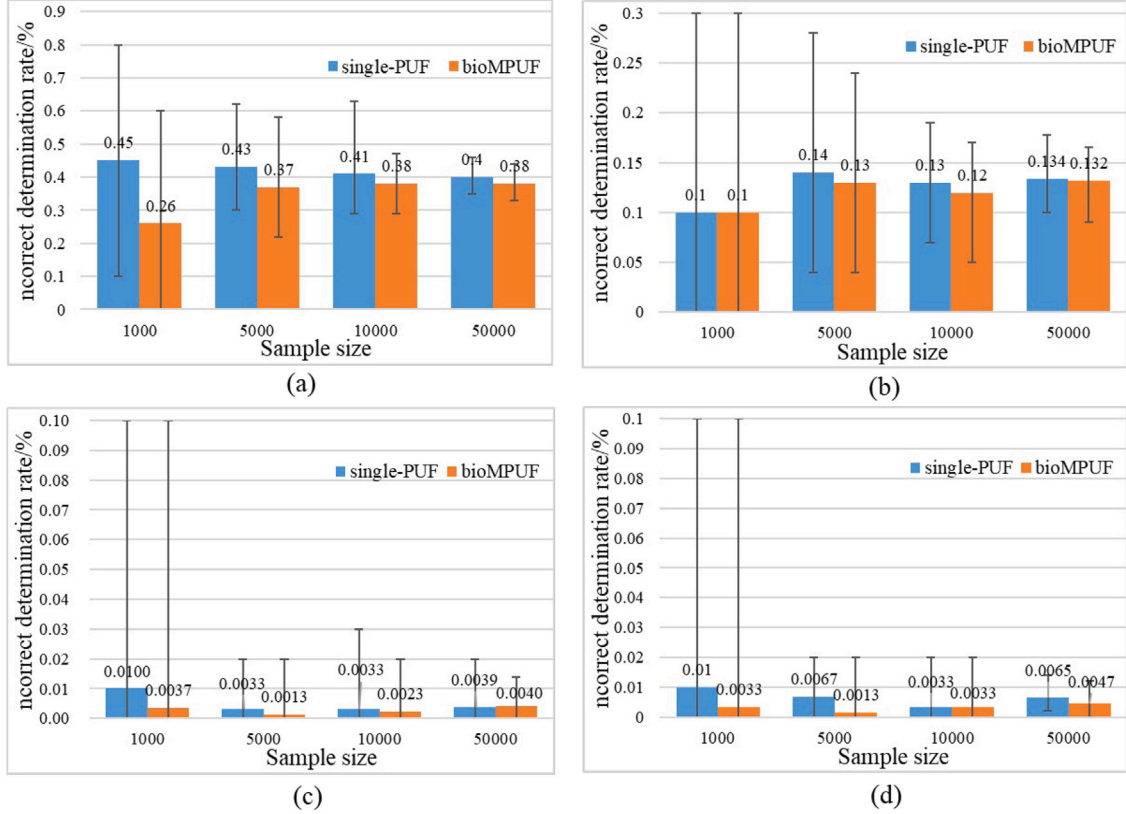 0.9
0.8
0.7
0.6
0.5
0.4
0.3
0.2
0.1
0
ncorrect determination rate/%
single-PUF bioMPUF
0.45 0.26 0.43 0.37 0.41 0.38 0.4 0.38
1000 5000 10000 50000
Sample size
(a)
0.3
0.25
0.2
0.15
0.1
0.05
0
ncorrect determination rate/%
single-PUF bioMPUF
0.1 0.1 0.14 0.13 0.13 0.12 0.134 0.132
1000 5000 10000 50000
Sample size
(b)
0.10
0.09
0.08
0.07
0.06
0.05
0.04
0.03
0.02
0.01
0.00
ncorrect determination rate/%
single-PUF bioMPUF
0.0100 0.0037 0.0033 0.0013 0.0033 0.0023 0.0039 0.0040
1000 5000 10000 50000
Sample size
(c)
0.1
0.09
0.08
0.07
0.06
0.05
0.04
0.03
0.02
0.01
0
ncorrect determination rate/%
single-PUF bioMPUF
0.01 0.0033 0.0067 0.0013 0.0033 0.0033 0.0065 0.0047
1000 5000 10000 50000
Sample size
(d)